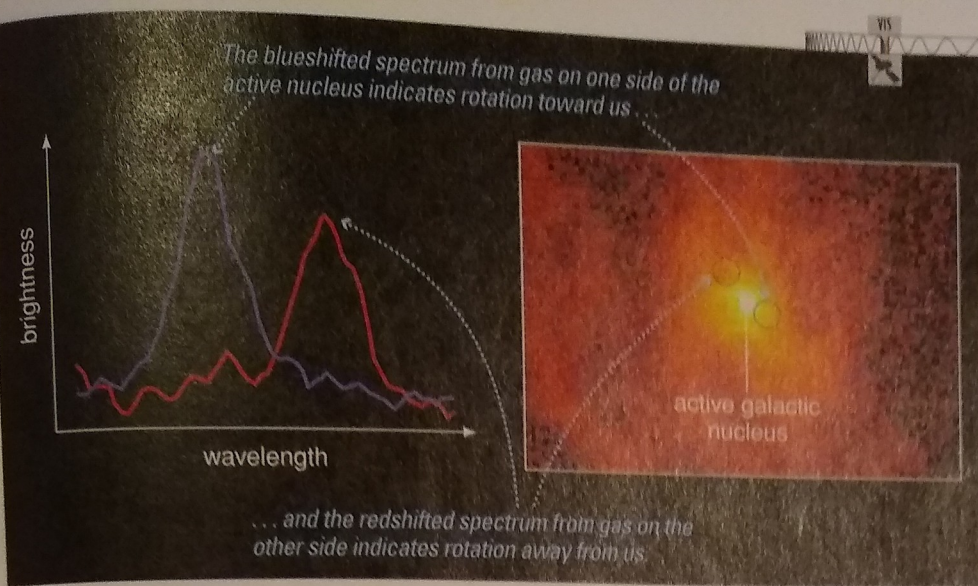 VIS
The blueshifted spectrum from gas on one side of the
active nucleus indicates rotation toward us . . .
brightness
wavelength
active galactic
nucleus
. . . and the redshifted spectrum from gas on the
other side indicates rotation away from us.